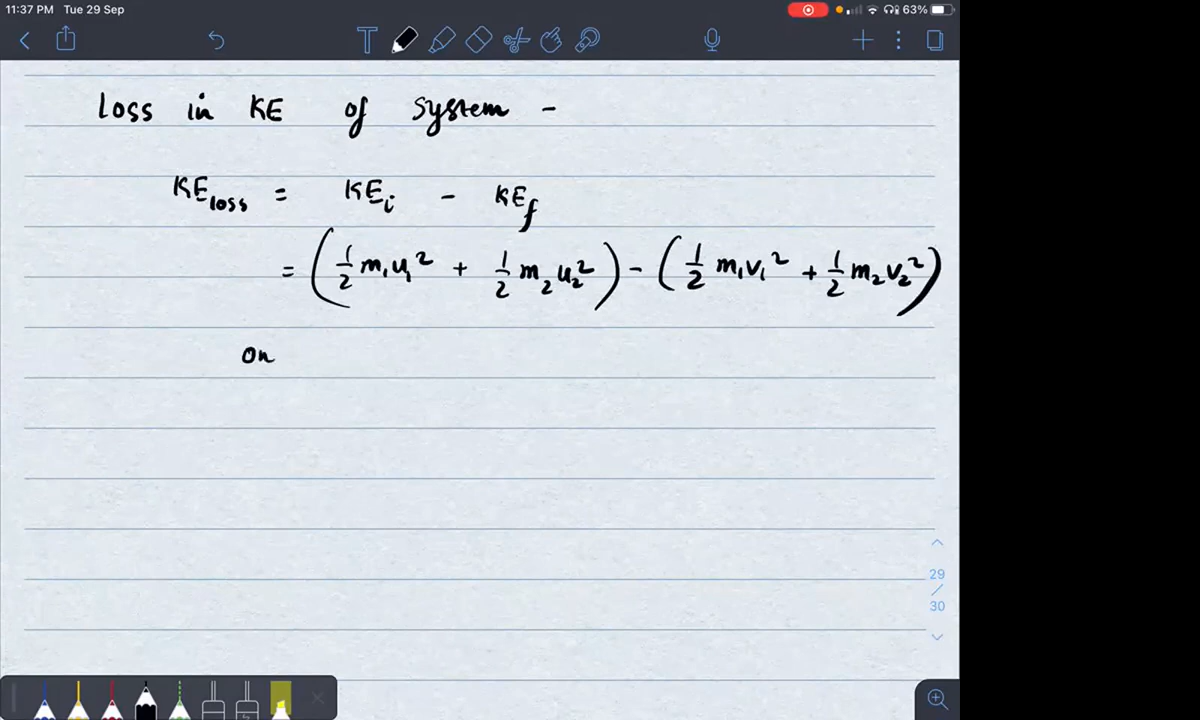 11:37 PM Tue 29 Sep 63%
T
Loss in KE of system -
KE_loss = KE_i - KE_f
= (1/2 m₁u₁² + 1/2 m₂u₂²) - (1/2 m₁v₁² + 1/2 m₂v₂²)
on
29
/
30